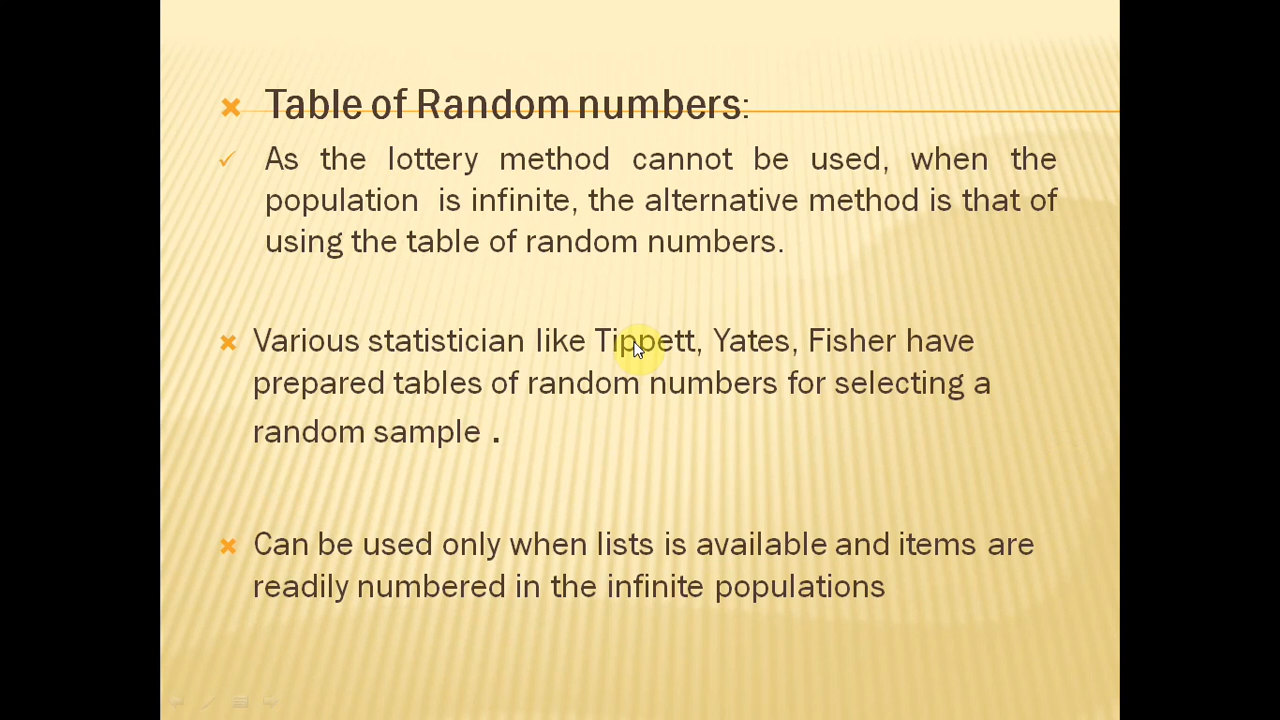 Table of Random numbers:
As the lottery method cannot be used, when the
population is infinite, the alternative method is that of
using the table of random numbers.
Various statistician like Tippett, Yates, Fisher have
prepared tables of random numbers for selecting a
random sample .
Can be used only when lists is available and items are
readily numbered in the infinite populations